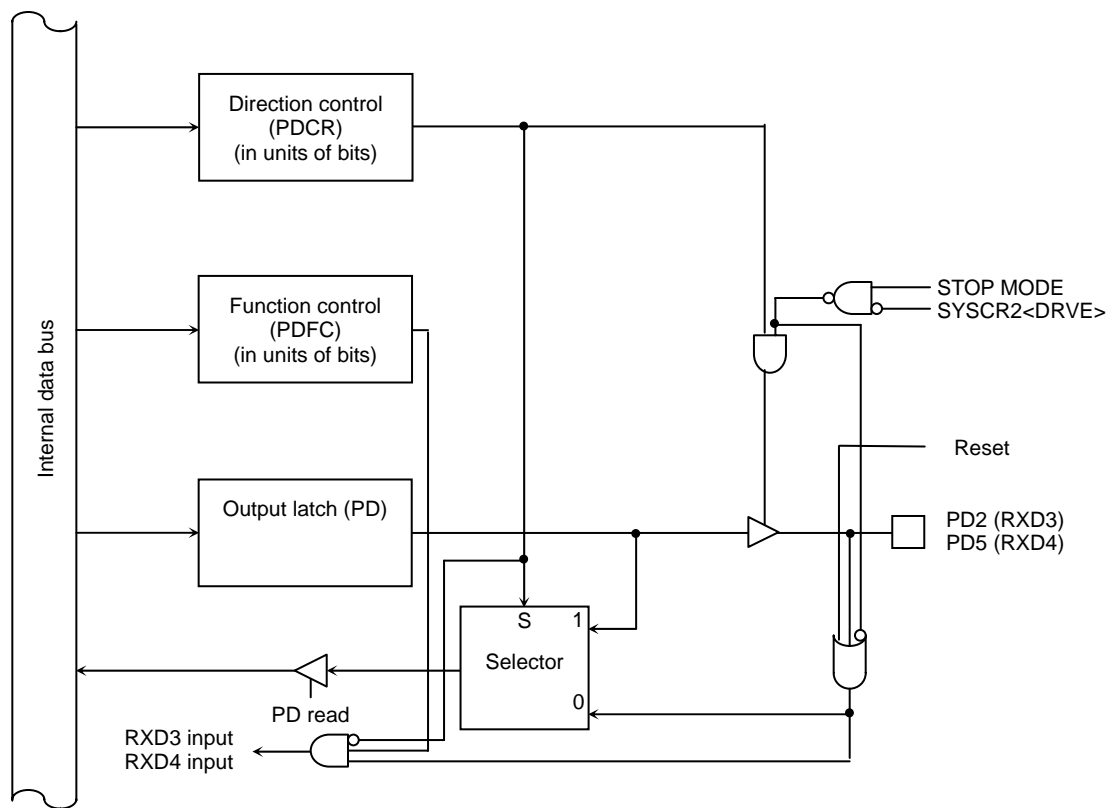 Direction control
(PDCR)
(in units of bits)
Function control
(PDFC)
(in units of bits)
STOP MODE
SYSCR2<DRVE>
Internal data bus
Reset
Output latch (PD)
PD2 (RXD3)
PD5 (RXD4)
S
1
Selector
0
PD read
RXD3 input
RXD4 input